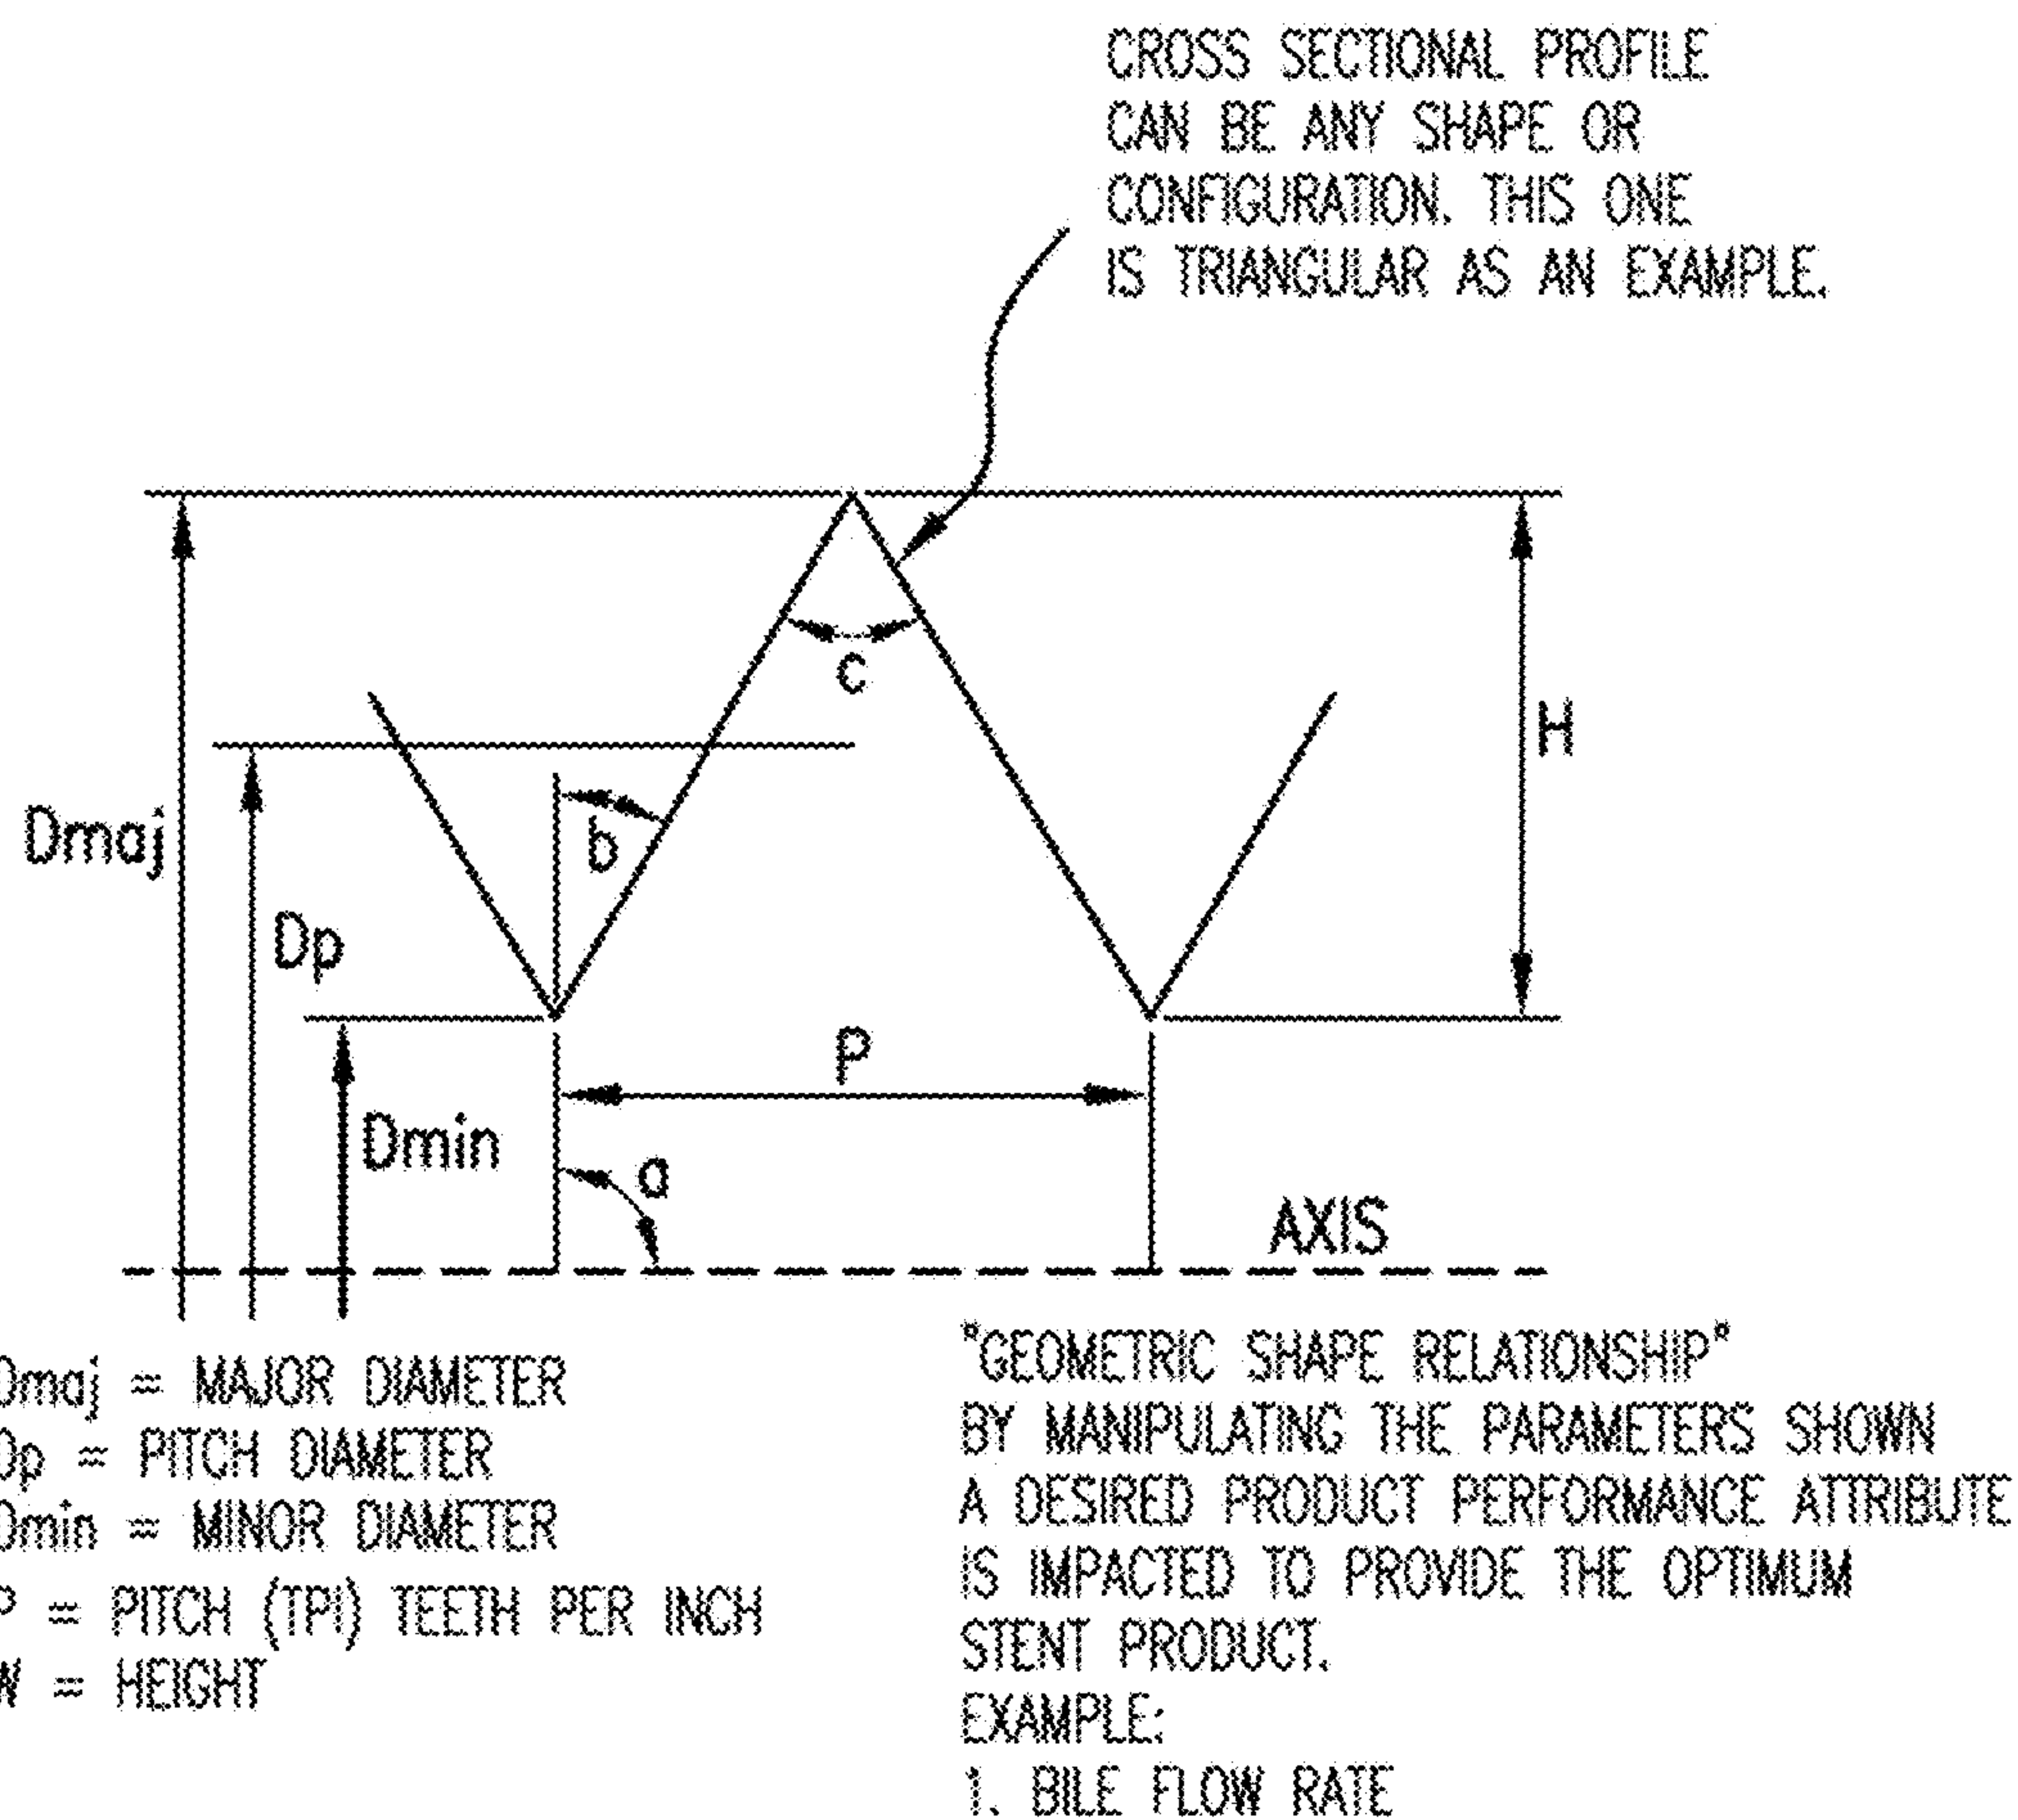 CROSS SECTIONAL PROFILE
CAN BE ANY SHAPE OR
CONFIGURATION. THIS ONE
IS TRIANGULAR AS AN EXAMPLE.
c
H
b
Dmaj
Dp
P
Dmin
a
AXIS
Dmaj = MAJOR DIAMETER
Dp = PITCH DIAMETER
Dmin = MINOR DIAMETER
P = PITCH (TPI) TEETH PER INCH
W = HEIGHT
"GEOMETRIC SHAPE RELATIONSHIP"
BY MANIPULATING THE PARAMETERS SHOWN
A DESIRED PRODUCT PERFORMANCE ATTRIBUTE
IS IMPACTED TO PROVIDE THE OPTIMUM
STENT PRODUCT.
EXAMPLE:
1. BILE FLOW RATE